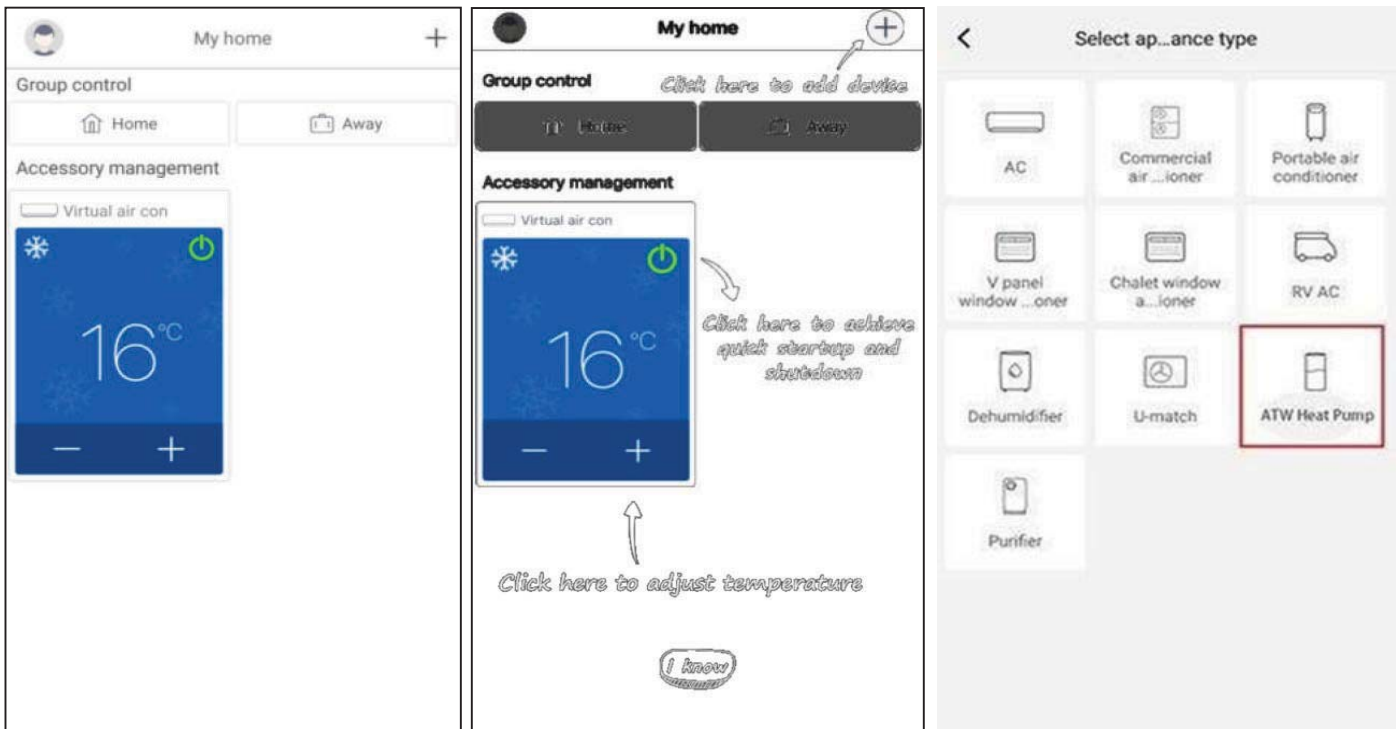 My home
+
Group control
Home
Away
Accessory management
Virtual air con
16°C
− +
My home
+
Click here to add device
Group control
Home
Away
Accessory management
Virtual air con
16°C
− +
Click here to achieve
quick startup and
shutdown
Click here to adjust temperature
I know
Select ap...ance type
AC
Commercial
air ...ioner
Portable air
conditioner
V panel
window ...oner
Chalet window
a...ioner
RV AC
Dehumidifier
U-match
ATW Heat Pump
Purifier